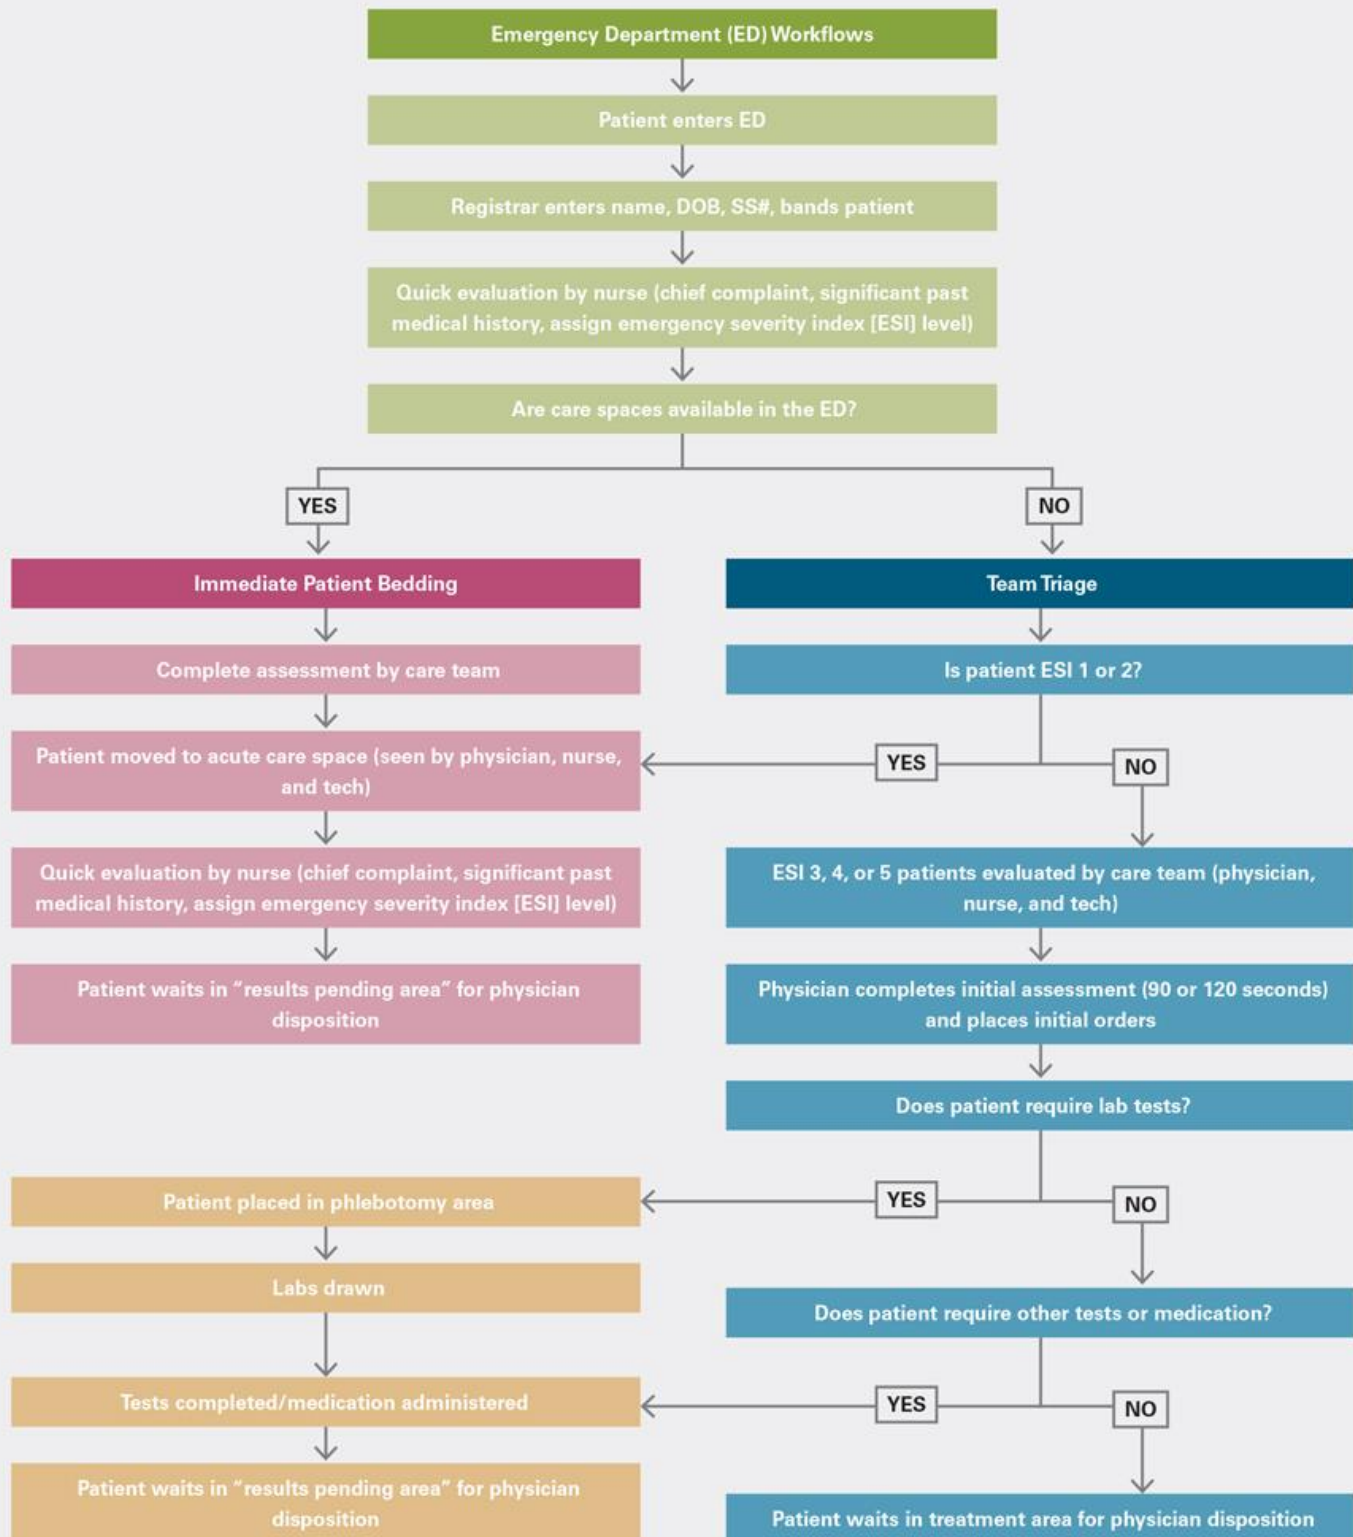 Emergency Department (ED) Workflows
Patient enters ED
Registrar enters name, DOB, SS#, bands patient
Quick evaluation by nurse (chief complaint, significant past
medical history, assign emergency severity index [ESI] level)
Are care spaces available in the ED?
YES
NO
Immediate Patient Bedding
Complete assessment by care team
Patient moved to acute care space (seen by physician, nurse,
and tech)
Quick evaluation by nurse (chief complaint, significant past
medical history, assign emergency severity index [ESI] level)
Patient waits in “results pending area” for physician
disposition
Team Triage
Is patient ESI 1 or 2?
YES
NO
ESI 3, 4, or 5 patients evaluated by care team (physician,
nurse, and tech)
Physician completes initial assessment (90 or 120 seconds)
and places initial orders
Does patient require lab tests?
YES
NO
Patient placed in phlebotomy area
Labs drawn
Does patient require other tests or medication?
YES
NO
Tests completed/medication administered
Patient waits in “results pending area” for physician
disposition
Patient waits in treatment area for physician disposition